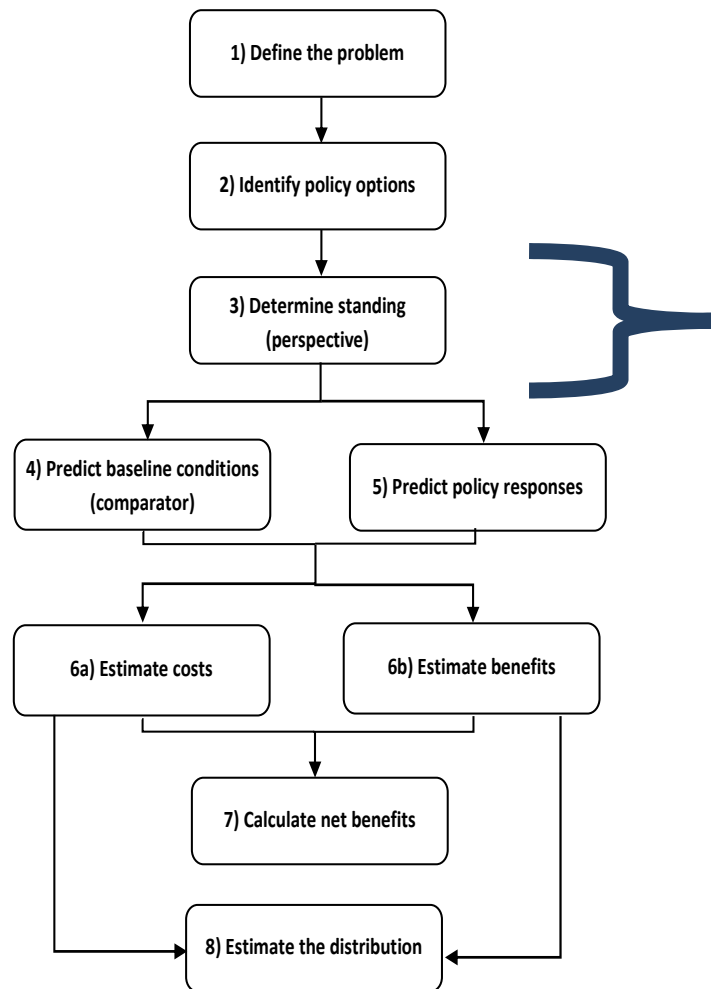 1) Define the problem
2) Identify policy options
3) Determine standing
(perspective)
4) Predict baseline conditions
(comparator)
5) Predict policy responses
6a) Estimate costs
6b) Estimate benefits
7) Calculate net benefits
8) Estimate the distribution